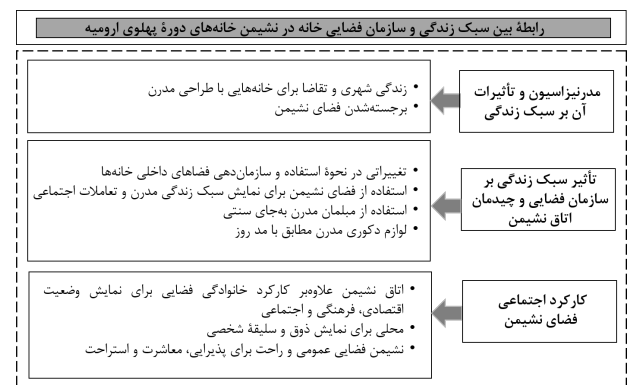 رابطهٔ بین سبک زندگی و سازمان فضایی خانه در نشیمن خانه‌های دورهٔ پهلوی ارومیه
مدرنیزاسیون و تأثیرات
آن بر سبک زندگی
• زندگی شهری و تقاضا برای خانه‌هایی با طراحی مدرن
• برجسته‌شدن فضای نشیمن
تأثیر سبک زندگی بر
سازمان فضایی و چیدمان
اتاق نشیمن
• تغییراتی در نحوهٔ استفاده و سازمان‌دهی فضاهای داخلی خانه‌ها
• استفاده از فضای نشیمن برای نمایش سبک زندگی مدرن و تعاملات اجتماعی
• استفاده از مبلمان مدرن به‌جای سنتی
• لوازم دکوری مدرن مطابق با مد روز
کارکرد اجتماعی
فضای نشیمن
• اتاق نشیمن علاوه‌بر کارکرد خانوادگی فضایی برای نمایش وضعیت
اقتصادی، فرهنگی و اجتماعی
• محلی برای نمایش ذوق و سلیقهٔ شخصی
• نشیمن فضایی عمومی و راحت برای پذیرایی، معاشرت و استراحت